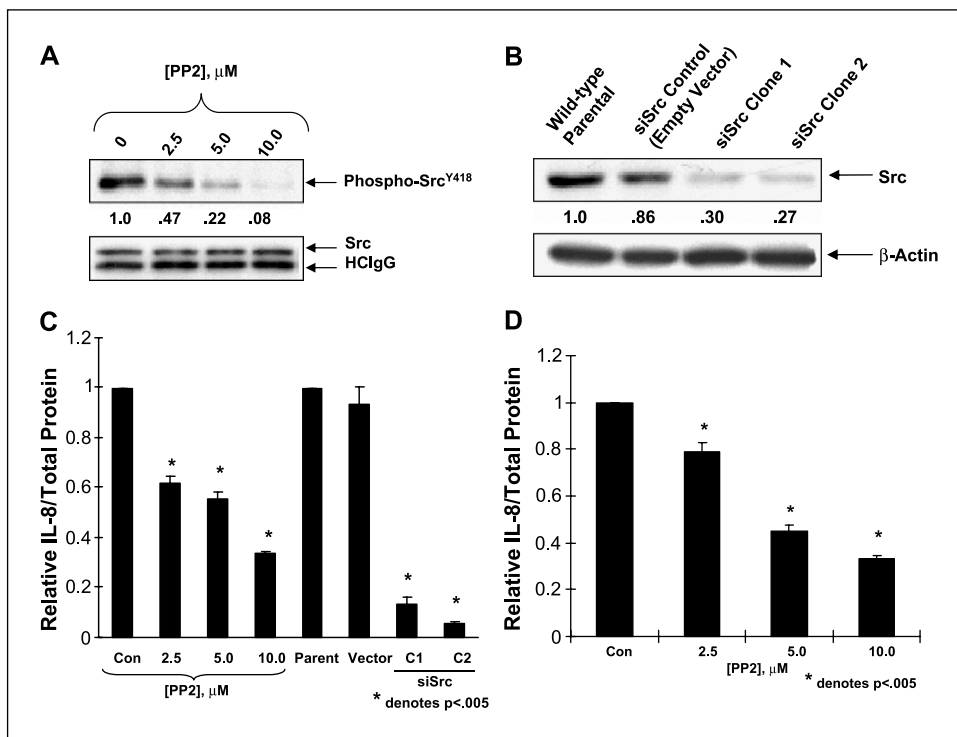 A
[PP2], μM
0 2.5 5.0 10.0
Phospho-Src^Y418
1.0 .47 .22 .08
Src
HCIgG
B
Wild-type Parental
siSrc Control (Empty Vector)
siSrc Clone 1
siSrc Clone 2
Src
1.0 .86 .30 .27
β-Actin
C
Relative IL-8/Total Protein
1.2
1
0.8
0.6
0.4
0.2
0
* * * * *
Con 2.5 5.0 10.0 Parent Vector C1 C2
[PP2], μM
siSrc
* denotes p<.005
D
Relative IL-8/Total Protein
1.2
1
0.8
0.6
0.4
0.2
0
* * *
Con 2.5 5.0 10.0
[PP2], μM
* denotes p<.005